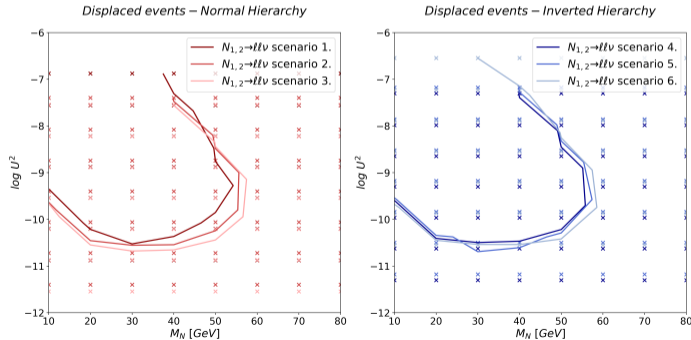 Displaced events − Normal Hierarchy
−6
−7
−8
−9
−10
−11
−12
log U²
10 20 30 40 50 60 70 80
M_N [GeV]
N₁,₂→ℓℓν scenario 1.
N₁,₂→ℓℓν scenario 2.
N₁,₂→ℓℓν scenario 3.
Displaced events − Inverted Hierarchy
−6
−7
−8
−9
−10
−11
−12
log U²
10 20 30 40 50 60 70 80
M_N [GeV]
N₁,₂→ℓℓν scenario 4.
N₁,₂→ℓℓν scenario 5.
N₁,₂→ℓℓν scenario 6.